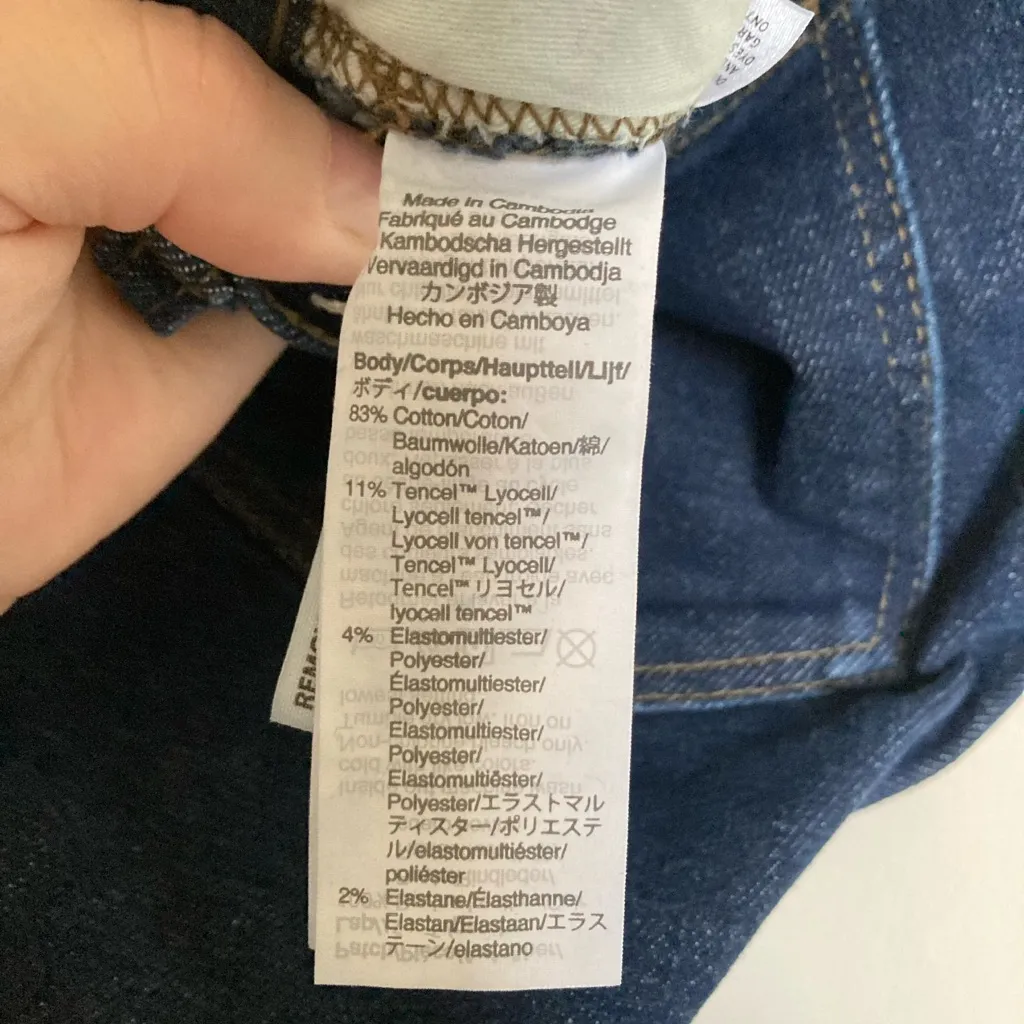 Made in Cambodia
Fabriqué au Cambodge
Kambodscha Hergestellt
Vervaardigd in Cambodja
カンボジア製
Hecho en Camboya
Body/Corps/Hauptteil/Lijf/
ボディ/cuerpo:
83% Cotton/Coton/
Baumwolle/Katoen/綿/
algodón
11% Tencel™ Lyocell/
Lyocell tencel™/
Lyocell von tencel™/
Tencel™ Lyocell/
Tencel™ リヨセル/
lyocell tencel™
4% Elastomultiester/
Polyester/
Élastomultiester/
Polyester/
Elastomultiester/
Polyester/
Elastomultiëster/
Polyester/エラストマル
ティスター/ポリエステ
ル/elastomultiéster/
poliéster
2% Elastane/Élasthanne/
Elastan/Elastaan/エラス
テーン/elastano